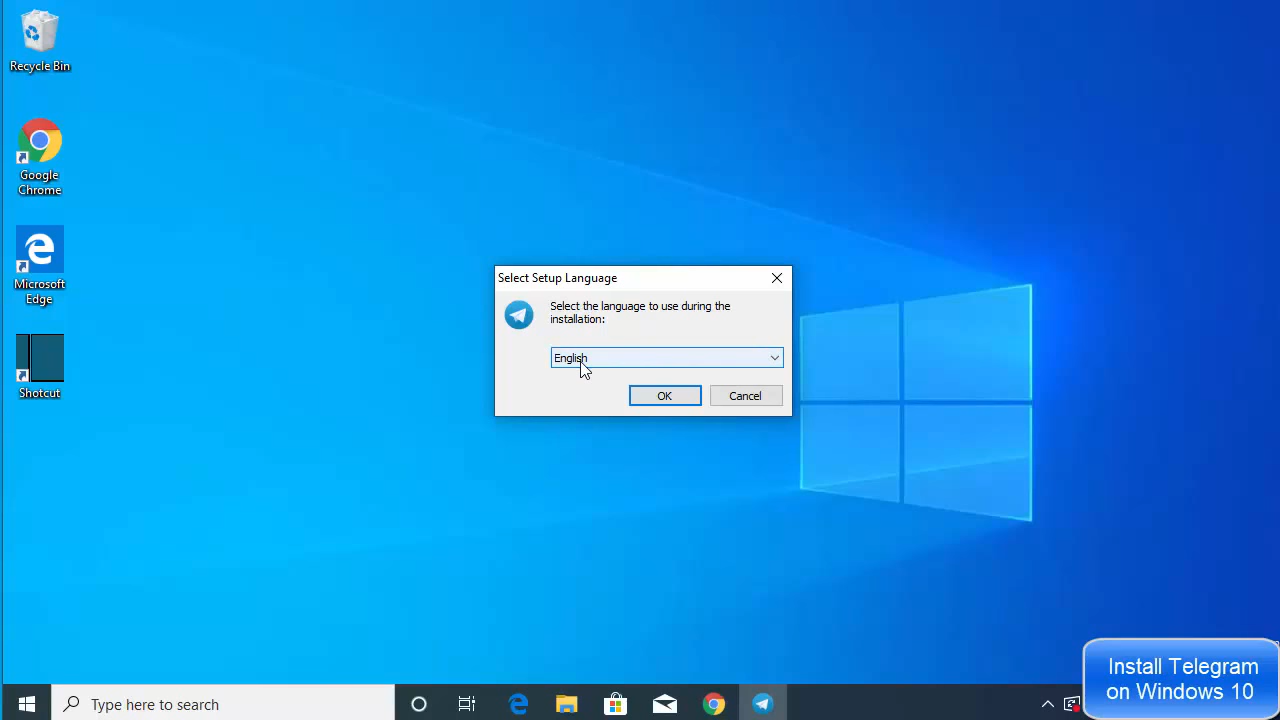 Recycle Bin
Google
Chrome
Microsoft
Edge
Shotcut
Select Setup Language
Select the language to use during the
installation:
English
OK
Cancel
Type here to search
Install Telegram
on Windows 10